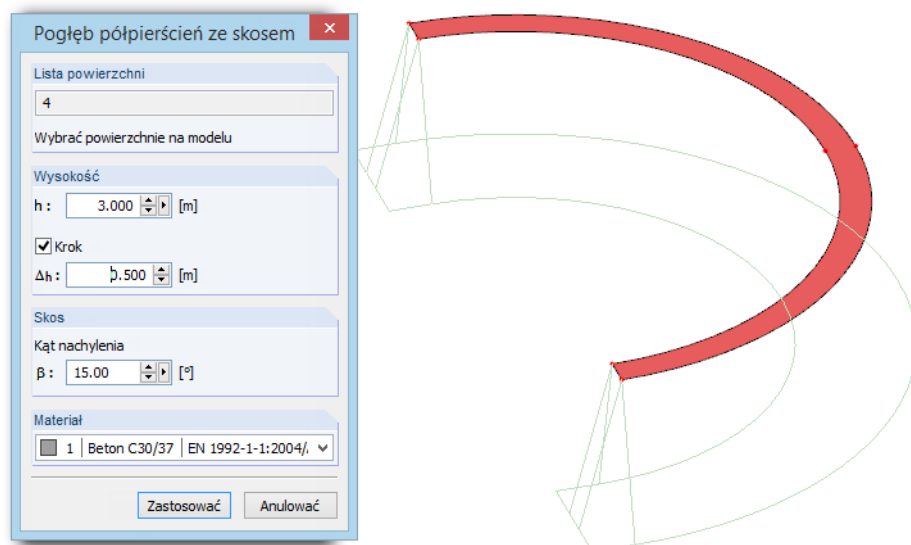 Pogłęb półpierścień ze skosem
Lista powierzchni
4
Wybrać powierzchnie na modelu
Wysokość
h: 3.000 [m]
Krok
Δh: 0.500 [m]
Skos
Kąt nachylenia
β: 15.00 [°]
Materiał
1 | Beton C30/37 | EN 1992-1-1:2004/.
Zastosować Anulować